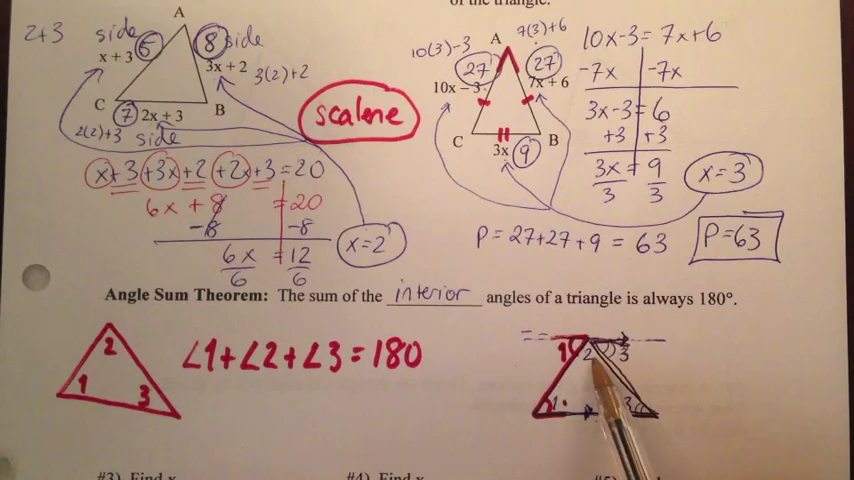 of the triangle.
2+3
A
side
6
8
side
x + 3
3x + 2
3(2)+2
C
7
2x + 3
B
2(2)+3
side
scalene
x+3+3x+2+2x+3=20
6x + 8 = 20
-8 -8
6x = 12
6 6
x=2
7(3)+6
10(3)-3
A
27
27
10x – 3
7x + 6
C
B
3x
9
10x-3=7x+6
-7x -7x
3x-3=6
+3 +3
3x = 9
3 3
x=3
P=27+27+9 = 63
P=63
Angle Sum Theorem: The sum of the interior angles of a triangle is always 180°.
2
1
3
∠1+∠2+∠3=180
1
2
3
1
3
#3) Find x
#4) Find x